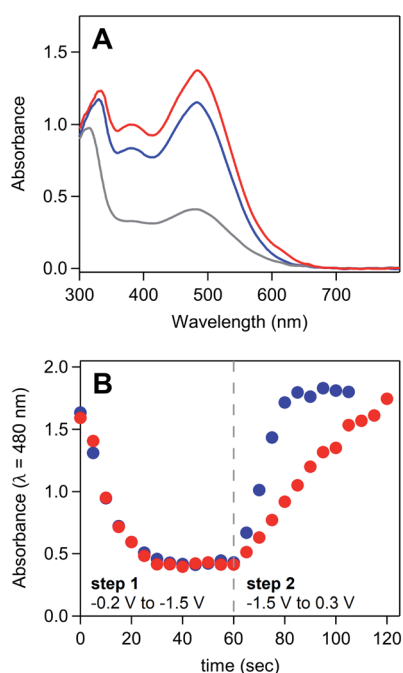 A
1.5
1.0
0.5
0.0
Absorbance
300 400 500 600 700
Wavelength (nm)
B
2.0
1.5
1.0
0.5
0.0
Absorbance (λ = 480 nm)
step 1
-0.2 V to -1.5 V
step 2
-1.5 V to 0.3 V
0 20 40 60 80 100 120
time (sec)